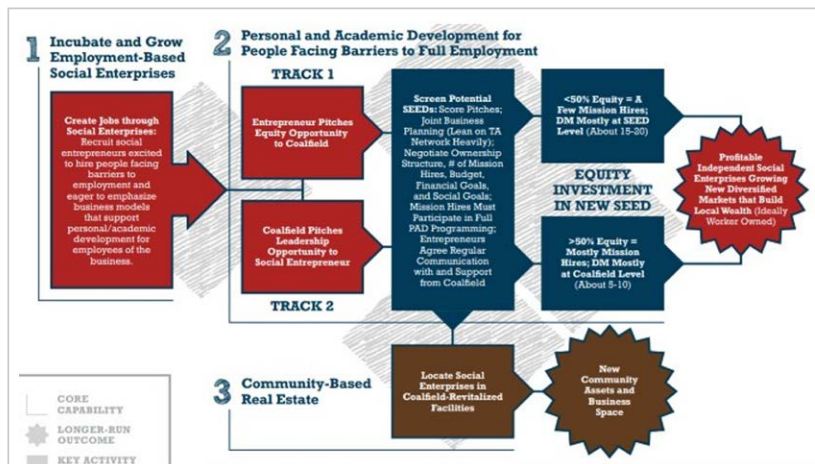 1
Incubate and Grow
Employment-Based
Social Enterprises
Create Jobs through
Social Enterprises:
Recruit social
entrepreneurs excited
to hire people facing
barriers to
employment and
eager to emphasize
business models
that support
personal/academic
development for
employees of the
business.
2
Personal and Academic Development for
People Facing Barriers to Full Employment
TRACK 1
Entrepreneur Pitches
Equity Opportunity
to Coalfield
Coalfield Pitches
Leadership
Opportunity to
Social Entrepreneur
TRACK 2
Screen Potential
SEEDs: Score Pitches;
Joint Business
Planning (Lean on TA
Network Heavily);
Negotiate Ownership
Structure, # of Mission
Hires, Budget,
Financial Goals,
and Social Goals;
Mission Hires Must
Participate in Full
PAD Programming;
Entrepreneurs
Agree Regular
Communication
with and Support
from Coalfield
<50% Equity = A
Few Mission Hires;
DM Mostly at SEED
Level (About 15-20)
EQUITY
INVESTMENT
IN NEW SEED
>50% Equity =
Mostly Mission
Hires; DM Mostly
at Coalfield Level
(About 5-10)
Profitable
Independent Social
Enterprises Growing
New Diversified
Markets that Build
Local Wealth (Ideally
Worker Owned)
3
Community-Based
Real Estate
Locate Social
Enterprises in
Coalfield-Revitalized
Facilities
New
Community
Assets and
Business
Space
CORE
CAPABILITY
LONGER-RUN
OUTCOME
KEY ACTIVITY